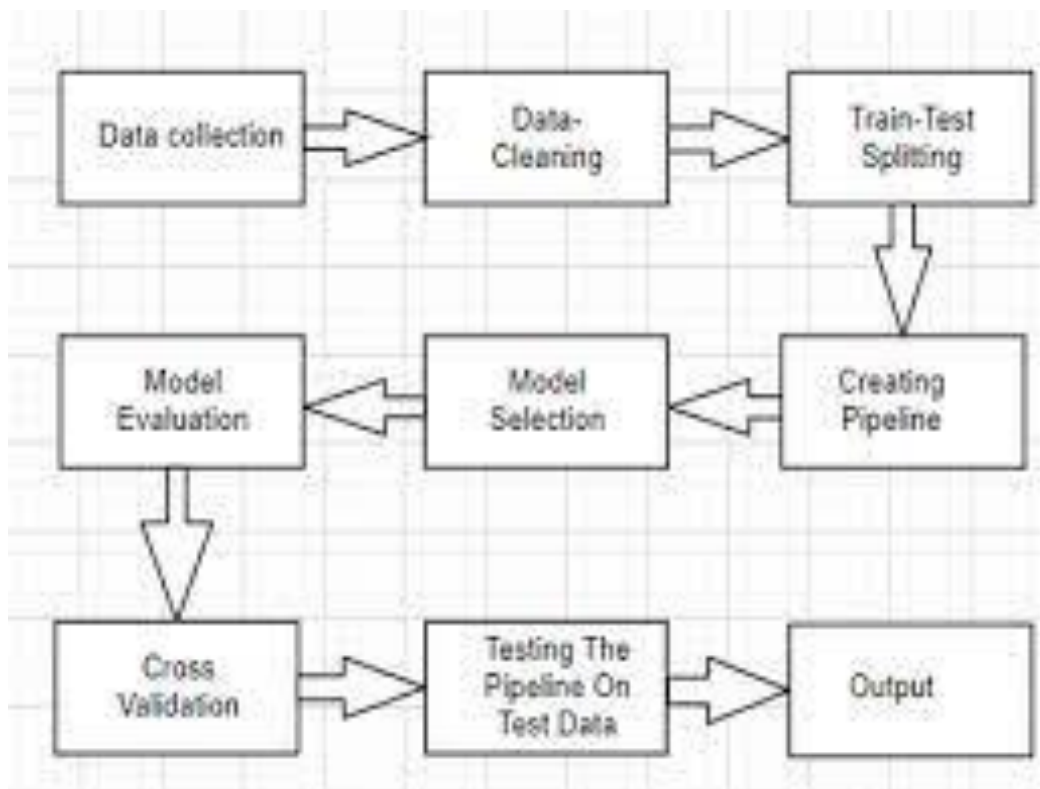 Data collection
Data-
Cleaning
Train-Test
Splitting
Creating
Pipeline
Model
Selection
Model
Evaluation
Cross
Validation
Testing The
Pipeline On
Test Data
Output